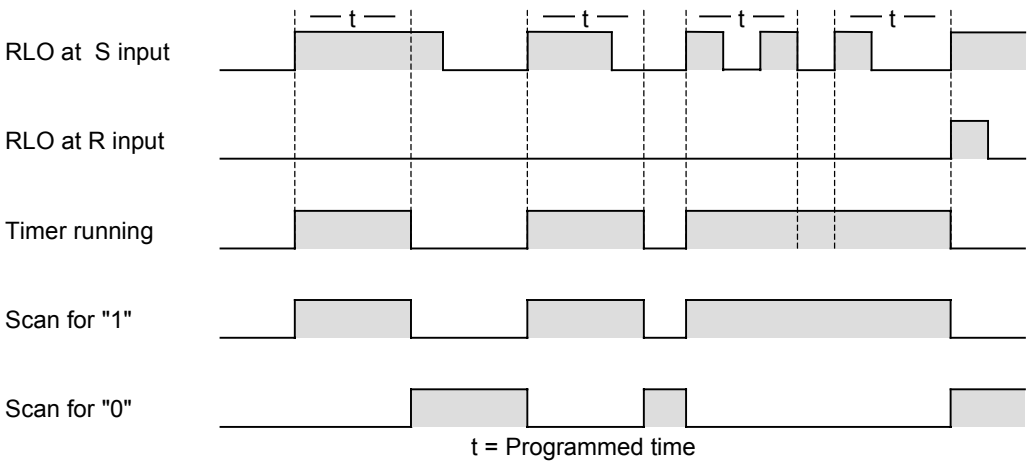 t t t t
RLO at S input
RLO at R input
Timer running
Scan for "1"
Scan for "0"
t = Programmed time